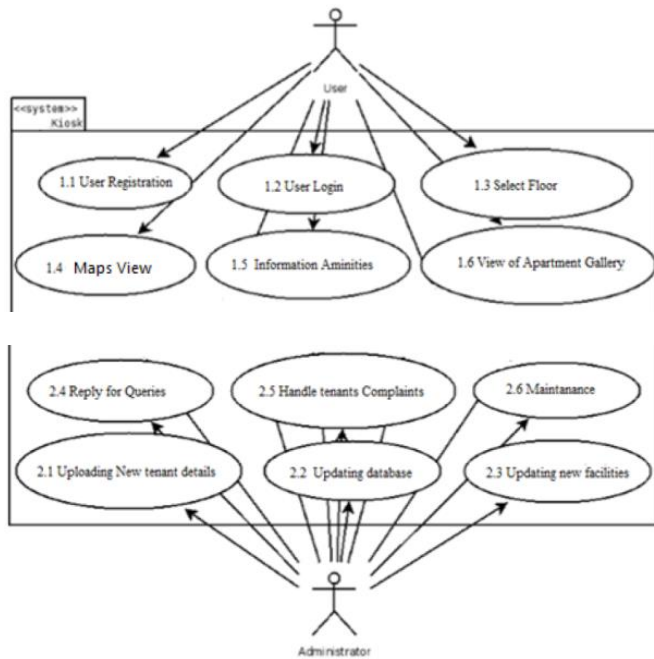 User
<<system>>
Kiosk
1.1 User Registration
1.2 User Login
1.3 Select Floor
1.4 Maps View
1.5 Information Aminities
1.6 View of Apartment Gallery
2.4 Reply for Queries
2.5 Handle tenants Complaints
2.6 Maintanance
2.1 Uploading New tenant details
2.2 Updating database
2.3 Updating new facilities
Administrator